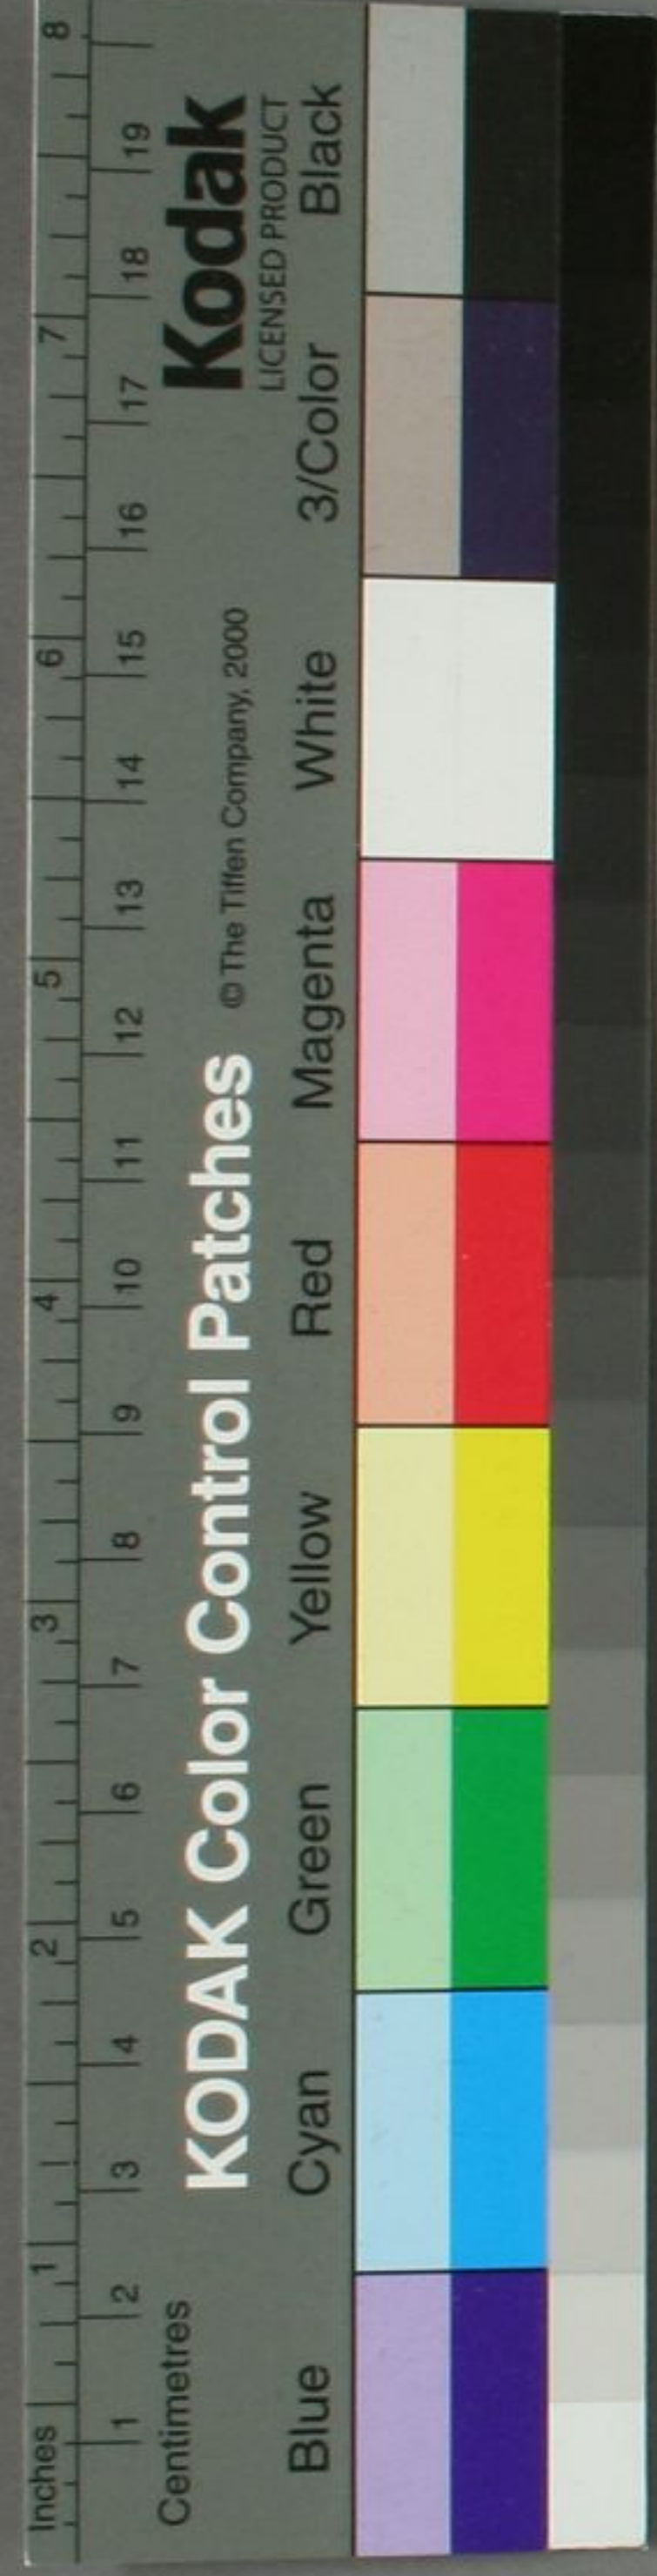 Inches 1 2 3 4 5 6 7 8
1 2 3 4 5 6 7 8 9 10 11 12 13 14 15 16 17 18 19
Centimetres
KODAK Color Control Patches © The Tiffen Company, 2000 Kodak
LICENSED PRODUCT
Blue Cyan Green Yellow Red Magenta White 3/Color Black